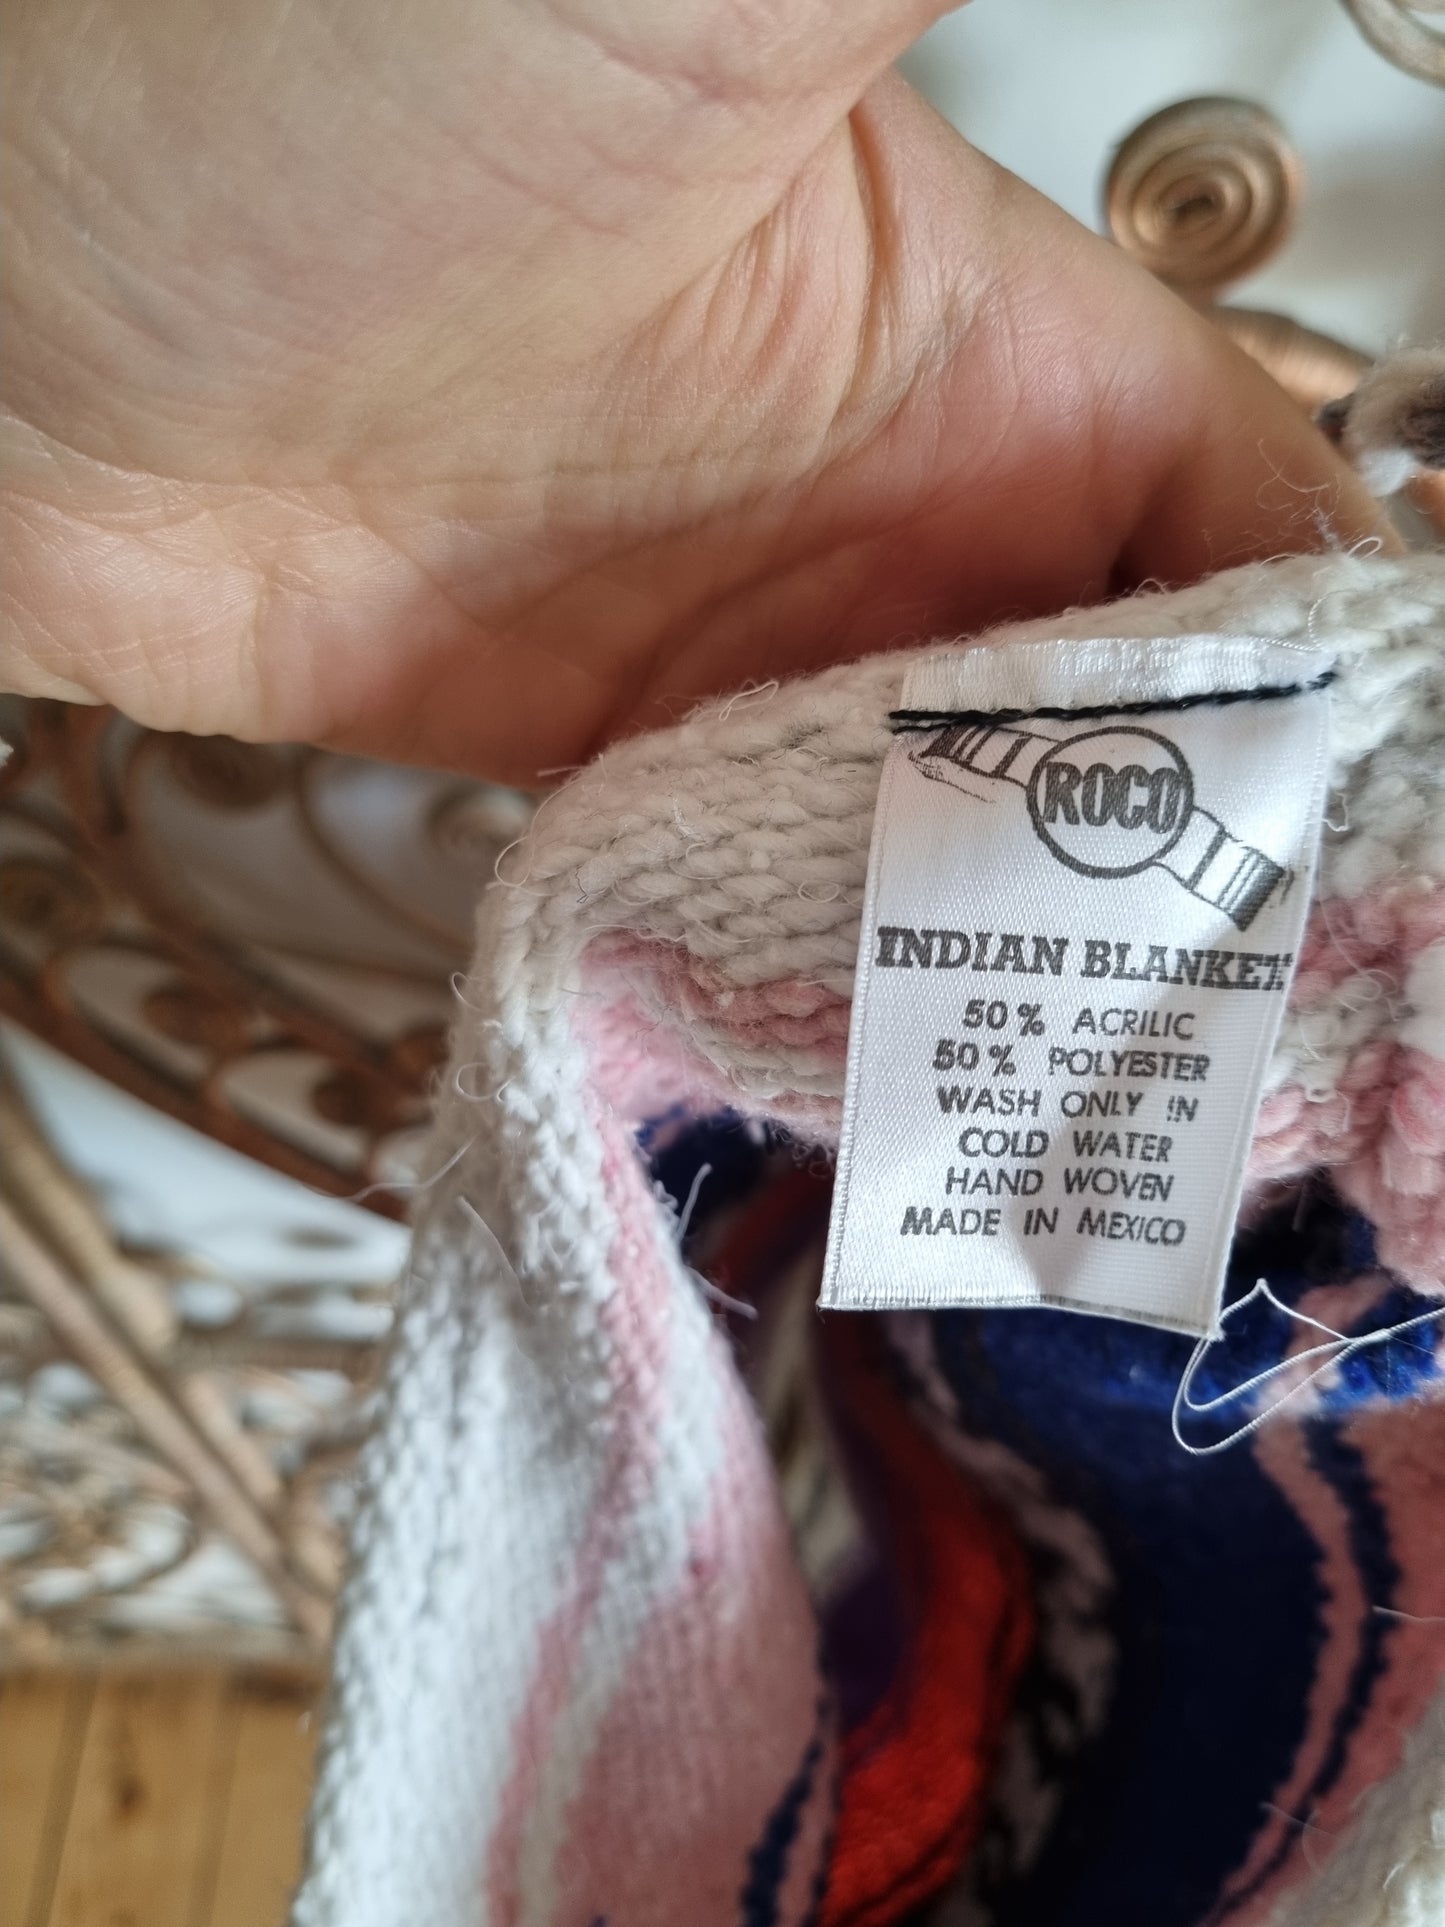 ROCO
INDIAN BLANKET
50% ACRILIC
50% POLYESTER
WASH ONLY IN
COLD WATER
HAND WOVEN
MADE IN MEXICO